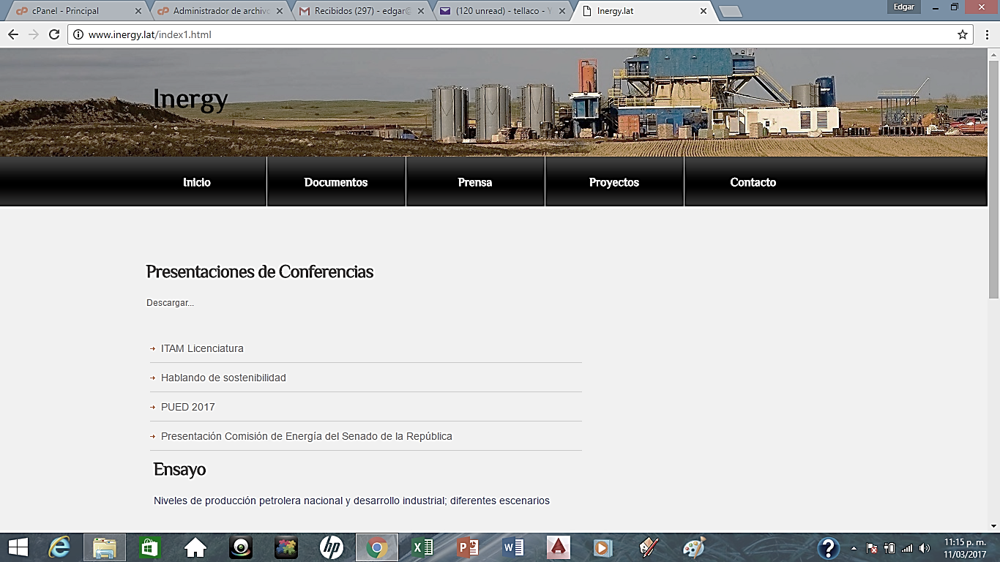 cPanel - Principal
Administrador de archivo
Recibidos (297) - edgar@
(120 unread) - tellaco - Y
Inergy.lat
Edgar
www.inergy.lat/index1.html
Inergy
Inicio
Documentos
Prensa
Proyectos
Contacto
Presentaciones de Conferencias
Descargar...
ITAM Licenciatura
Hablando de sostenibilidad
PUED 2017
Presentación Comisión de Energía del Senado de la República
Ensayo
Niveles de producción petrolera nacional y desarrollo industrial; diferentes escenarios
11:15 p. m.
11/03/2017